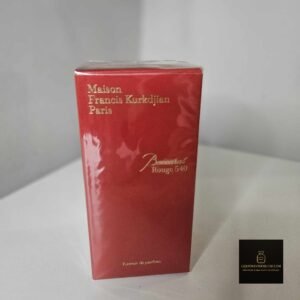 Maison
Francis Kurkdjian
Paris
Baccarat
Rouge 540
Extrait de parfum